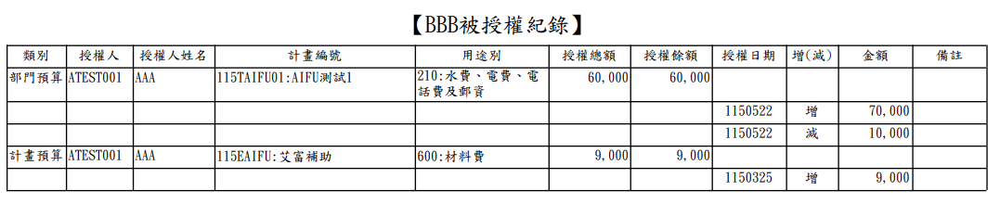 【BBB被授權紀錄】
類別 授權人 授權人姓名 計畫編號 用途別 授權總額 授權餘額 授權日期 增(減) 金額 備註
部門預算 ATEST001 AAA 115TAIFU01:AIFU測試1 210:水費、電費、電 60,000 60,000
話費及郵資
1150522 增 70,000
1150522 減 10,000
計畫預算 ATEST001 AAA 115EAIFU:艾富補助 600:材料費 9,000 9,000
1150325 增 9,000